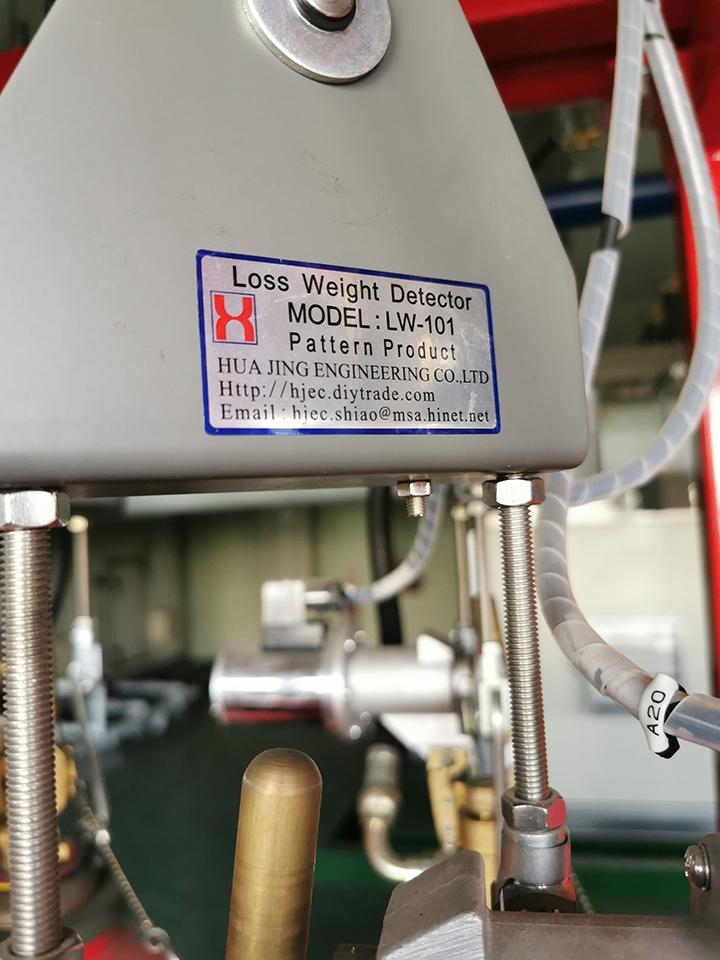 Loss Weight Detector
MODEL : LW-101
Pattern Product
HUA JING ENGINEERING CO.,LTD
Http://hjec.diytrade.com
Email : hjec.shiao@msa.hinet.net
A20